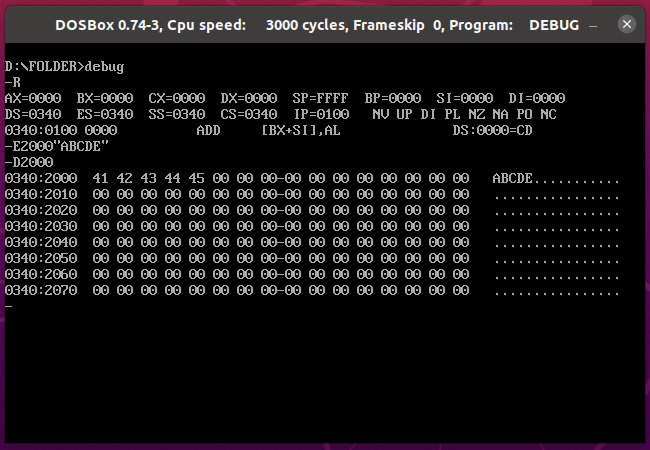 DOSBox 0.74-3, Cpu speed:    3000 cycles, Frameskip  0, Program:    DEBUG
D:\FOLDER>debug
-R
AX=0000  BX=0000  CX=0000  DX=0000  SP=FFFF  BP=0000  SI=0000  DI=0000
DS=0340  ES=0340  SS=0340  CS=0340  IP=0100   NV UP DI PL NZ NA PO NC
0340:0100 0000          ADD     [BX+SI],AL              DS:0000=CD
-E2000"ABCDE"
-D2000
0340:2000  41 42 43 44 45 00 00 00-00 00 00 00 00 00 00 00   ABCDE...........
0340:2010  00 00 00 00 00 00 00 00-00 00 00 00 00 00 00 00   ................
0340:2020  00 00 00 00 00 00 00 00-00 00 00 00 00 00 00 00   ................
0340:2030  00 00 00 00 00 00 00 00-00 00 00 00 00 00 00 00   ................
0340:2040  00 00 00 00 00 00 00 00-00 00 00 00 00 00 00 00   ................
0340:2050  00 00 00 00 00 00 00 00-00 00 00 00 00 00 00 00   ................
0340:2060  00 00 00 00 00 00 00 00-00 00 00 00 00 00 00 00   ................
0340:2070  00 00 00 00 00 00 00 00-00 00 00 00 00 00 00 00   ................
-